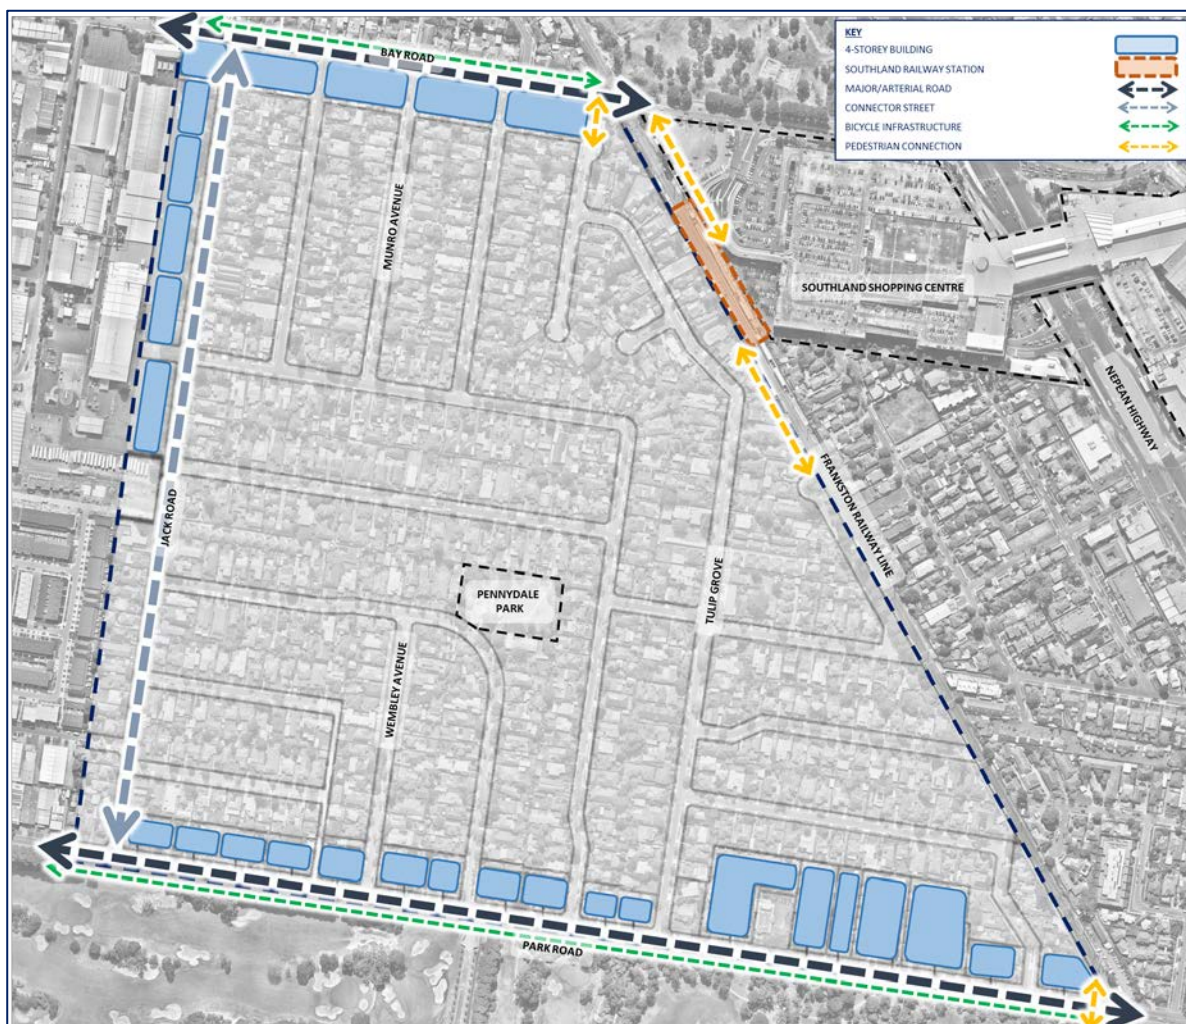 KEY
4-STOREY BUILDING
SOUTHLAND RAILWAY STATION
MAJOR/ARTERIAL ROAD
CONNECTOR STREET
BICYCLE INFRASTRUCTURE
PEDESTRIAN CONNECTION
BAY ROAD
MUNRO AVENUE
SOUTHLAND SHOPPING CENTRE
NEPEAN HIGHWAY
FRANKSTON RAILWAY LINE
JACK ROAD
PENNYDALE
PARK
TULIP GROVE
WEMBLEY AVENUE
PARK ROAD